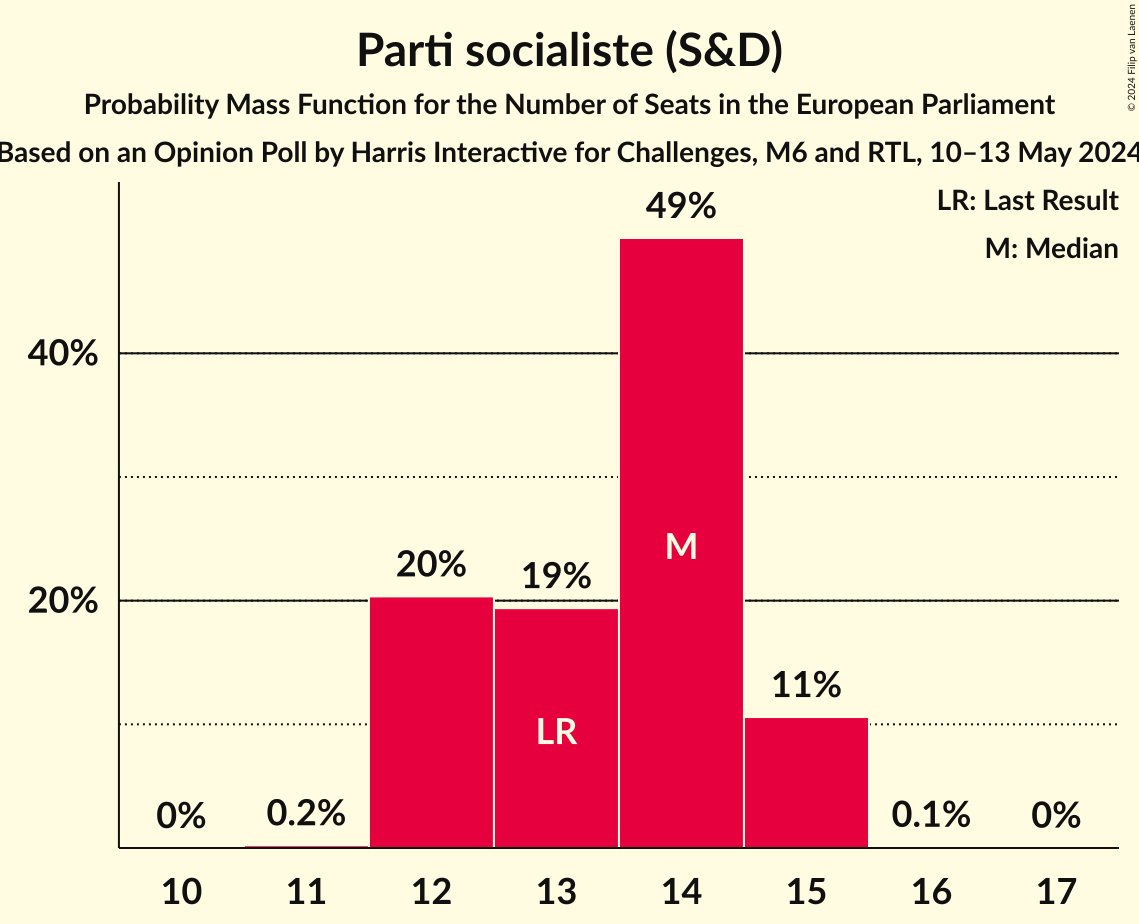 Parti socialiste (S&D)
Probability Mass Function for the Number of Seats in the European Parliament
Based on an Opinion Poll by Harris Interactive for Challenges, M6 and RTL, 10–13 May 2024
© 2024 Filip van Laenen
LR: Last Result
M: Median
49%
40%
M
20%
19%
20%
11%
LR
0%
0.2%
0.1%
0%
10 11 12 13 14 15 16 17